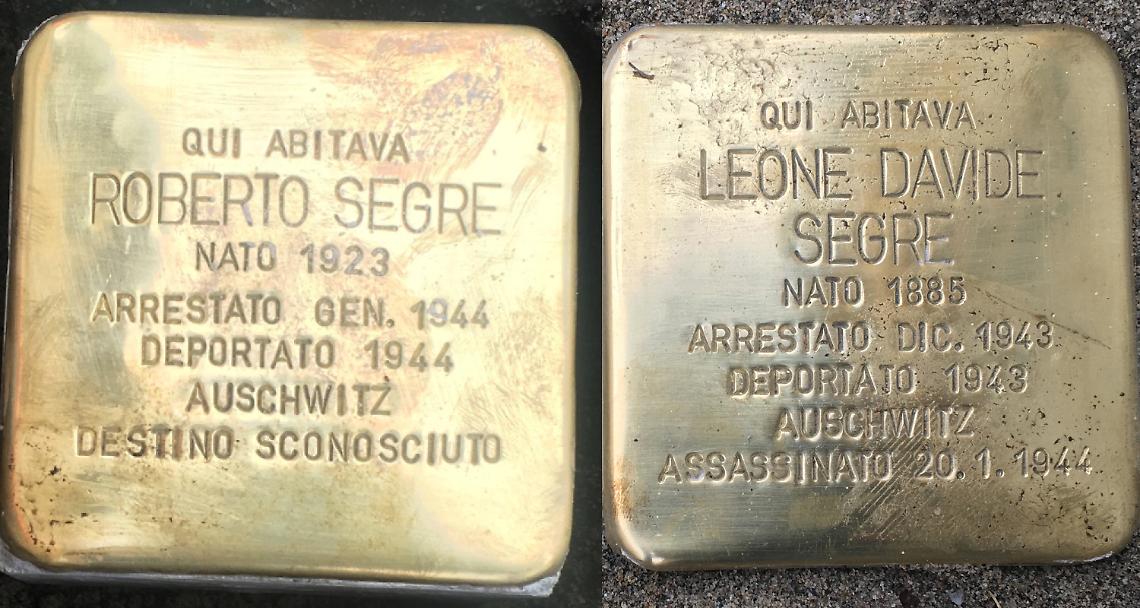 QUI ABITAVA
ROBERTO SEGRE
NATO 1923
ARRESTATO GEN. 1944
DEPORTATO 1944
AUSCHWITZ
DESTINO SCONOSCIUTO
QUI ABITAVA
LEONE DAVIDE
SEGRE
NATO 1885
ARRESTATO DIC. 1943
DEPORTATO 1943
AUSCHWITZ
ASSASSINATO 20.1.1944